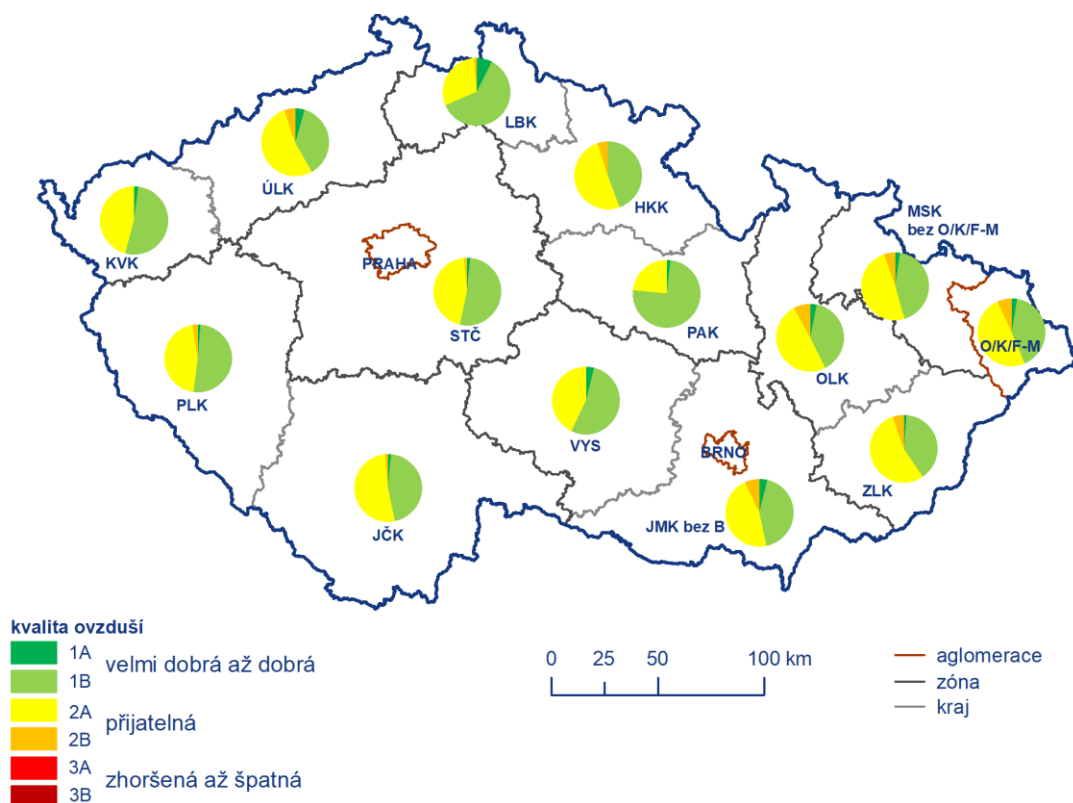 LBK
ÚLK
HKK
MSK
bez O/K/F-M
KVK
PRAHA
STČ
PAK
O/K/F-M
OLK
PLK
VYS
BRNO
ZLK
JMK bez B
JČK
kvalita ovzduší
1A
velmi dobrá až dobrá
1B
2A
přijatelná
2B
3A
zhoršená až špatná
3B
0 25 50 100 km
aglomerace
zóna
kraj